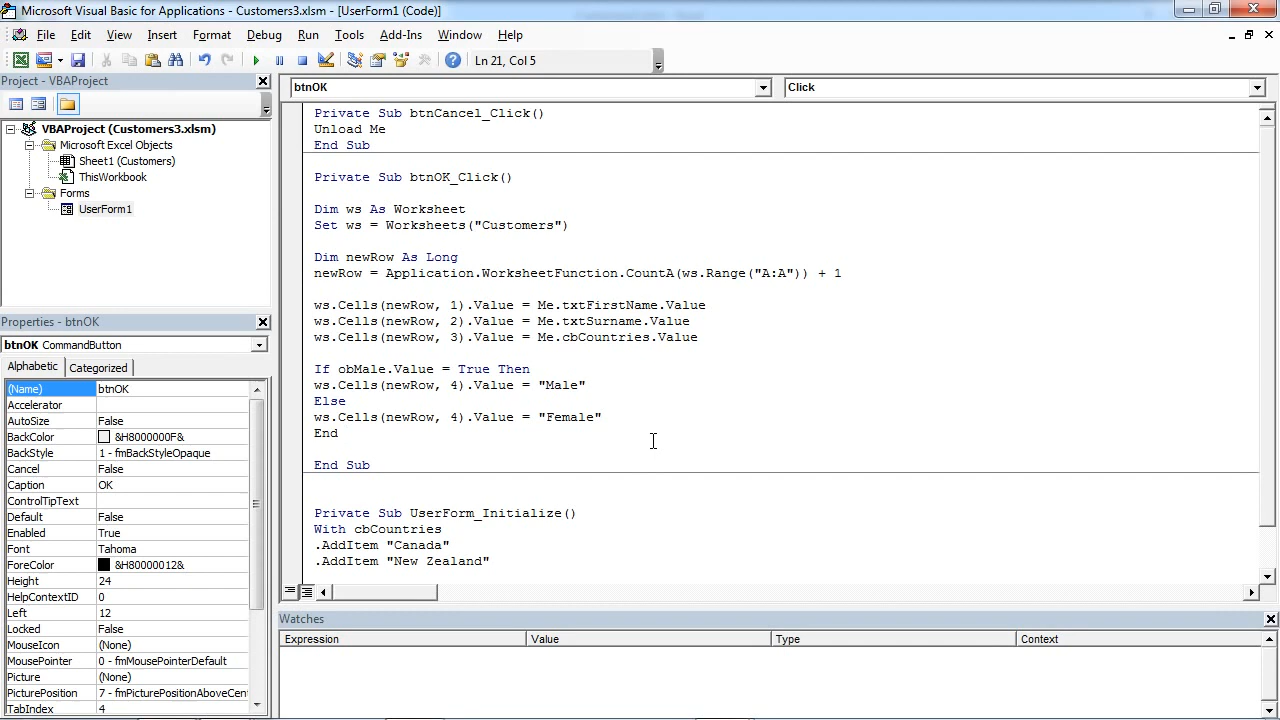 Microsoft Visual Basic for Applications - Customers3.xlsm - [UserForm1 (Code)]
File Edit View Insert Format Debug Run Tools Add-Ins Window Help
Ln 21, Col 5
Project - VBAProject
VBAProject (Customers3.xlsm)
Microsoft Excel Objects
Sheet1 (Customers)
ThisWorkbook
Forms
UserForm1
Properties - btnOK
btnOK CommandButton
Alphabetic Categorized
(Name) btnOK
Accelerator
AutoSize False
BackColor &H8000000F&
BackStyle 1 - fmBackStyleOpaque
Cancel False
Caption OK
ControlTipText
Default False
Enabled True
Font Tahoma
ForeColor &H80000012&
Height 24
HelpContextID 0
Left 12
Locked False
MouseIcon (None)
MousePointer 0 - fmMousePointerDefault
Picture (None)
PicturePosition 7 - fmPicturePositionAboveCen
TabIndex 4
btnOK Click
Private Sub btnCancel_Click()
Unload Me
End Sub
Private Sub btnOK_Click()
Dim ws As Worksheet
Set ws = Worksheets("Customers")
Dim newRow As Long
newRow = Application.WorksheetFunction.CountA(ws.Range("A:A")) + 1
ws.Cells(newRow, 1).Value = Me.txtFirstName.Value
ws.Cells(newRow, 2).Value = Me.txtSurname.Value
ws.Cells(newRow, 3).Value = Me.cbCountries.Value
If obMale.Value = True Then
ws.Cells(newRow, 4).Value = "Male"
Else
ws.Cells(newRow, 4).Value = "Female"
End
End Sub
Private Sub UserForm_Initialize()
With cbCountries
.AddItem "Canada"
.AddItem "New Zealand"
Watches
Expression Value Type Context